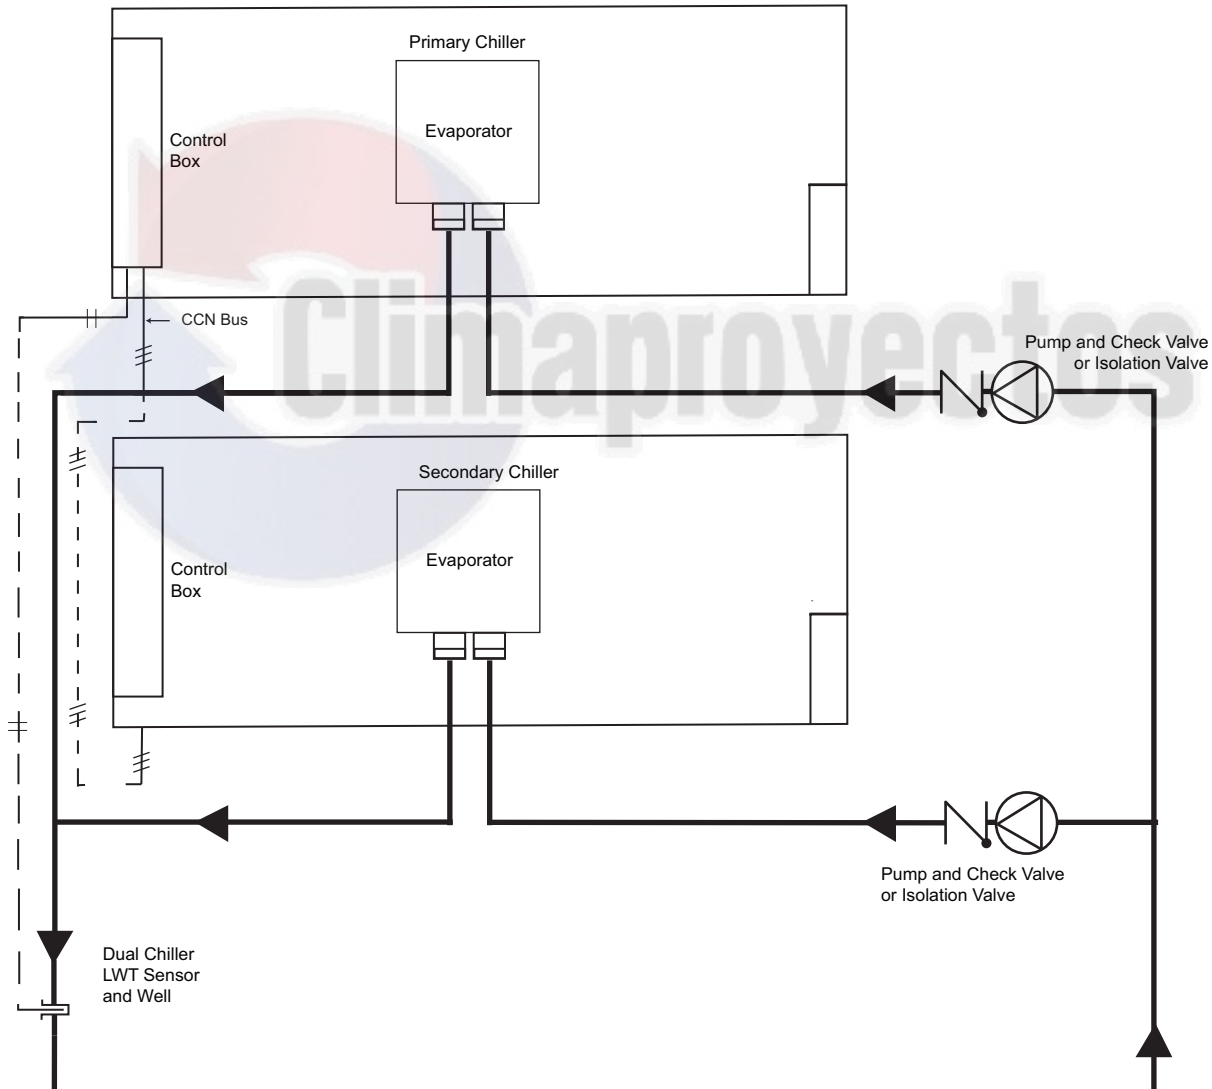 Primary Chiller
Evaporator
Control
Box
CCN Bus
Climaproyectos
Pump and Check Valve
or Isolation Valve
Secondary Chiller
Evaporator
Control
Box
Pump and Check Valve
or Isolation Valve
Dual Chiller
LWT Sensor
and Well